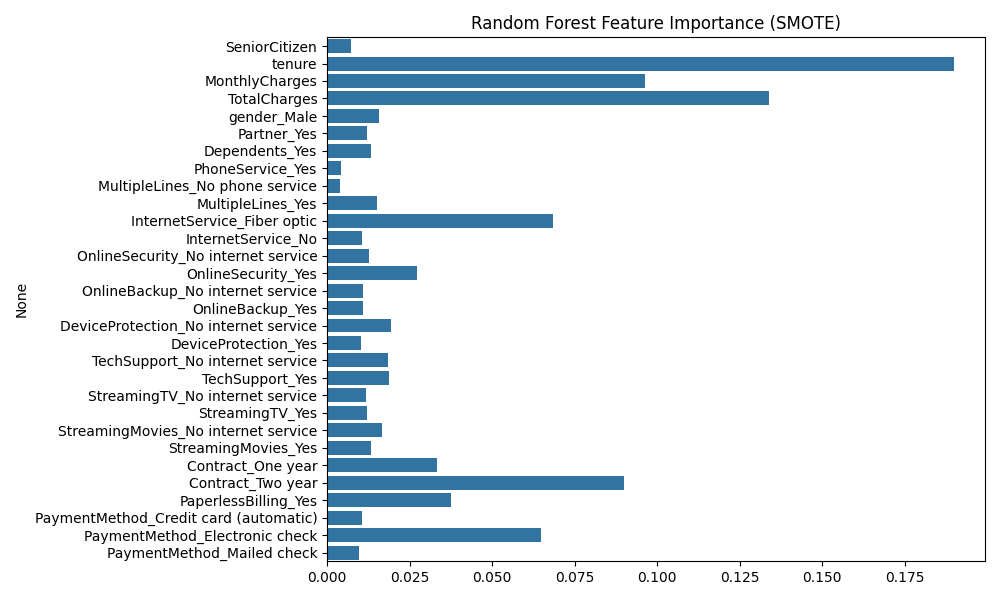 Random Forest Feature Importance (SMOTE)
SeniorCitizen
tenure
MonthlyCharges
TotalCharges
gender_Male
Partner_Yes
Dependents_Yes
PhoneService_Yes
MultipleLines_No phone service
MultipleLines_Yes
InternetService_Fiber optic
InternetService_No
OnlineSecurity_No internet service
OnlineSecurity_Yes
OnlineBackup_No internet service
OnlineBackup_Yes
DeviceProtection_No internet service
DeviceProtection_Yes
TechSupport_No internet service
TechSupport_Yes
StreamingTV_No internet service
StreamingTV_Yes
StreamingMovies_No internet service
StreamingMovies_Yes
Contract_One year
Contract_Two year
PaperlessBilling_Yes
PaymentMethod_Credit card (automatic)
PaymentMethod_Electronic check
PaymentMethod_Mailed check
None
0.000 0.025 0.050 0.075 0.100 0.125 0.150 0.175